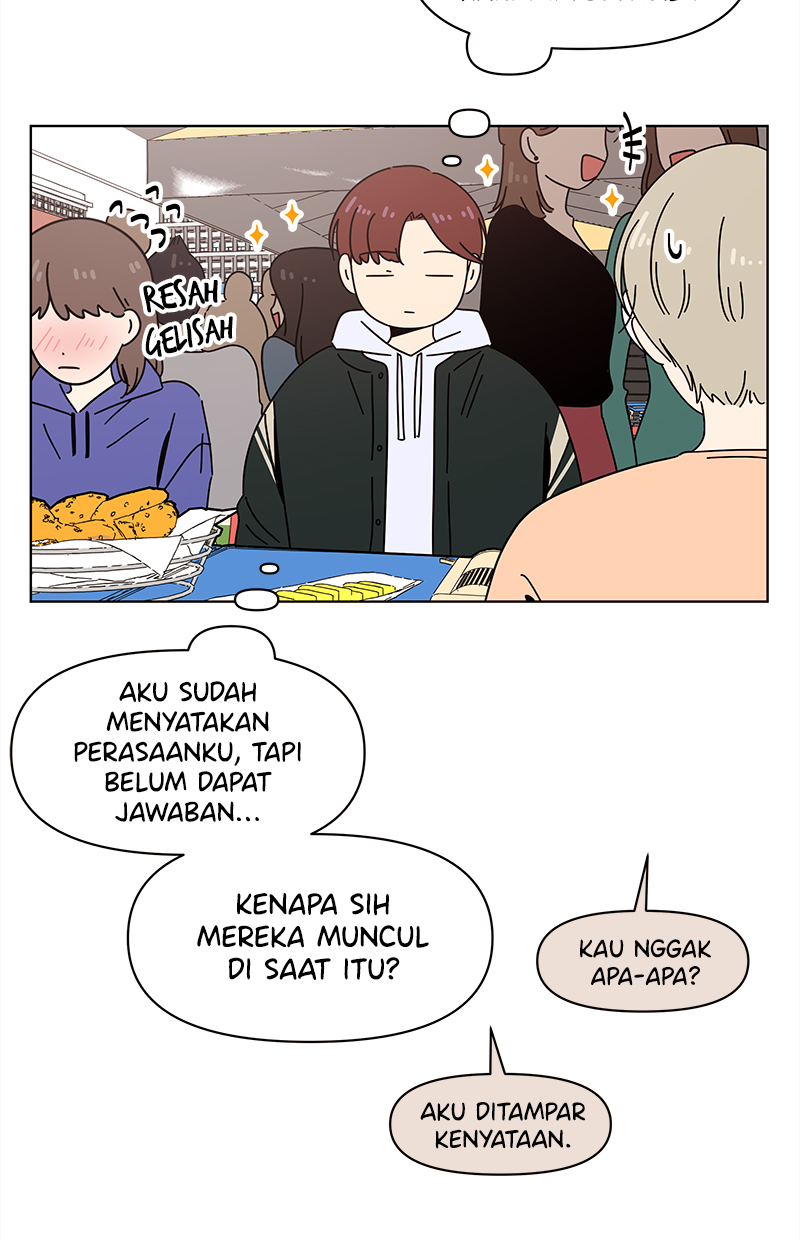 RESAH
GELISAH
AKU SUDAH
MENYATAKAN
PERASAANKU, TAPI
BELUM DAPAT
JAWABAN...
KENAPA SIH
MEREKA MUNCUL
DI SAAT ITU?
KAU NGGAK
APA-APA?
AKU DITAMPAR
KENYATAAN.